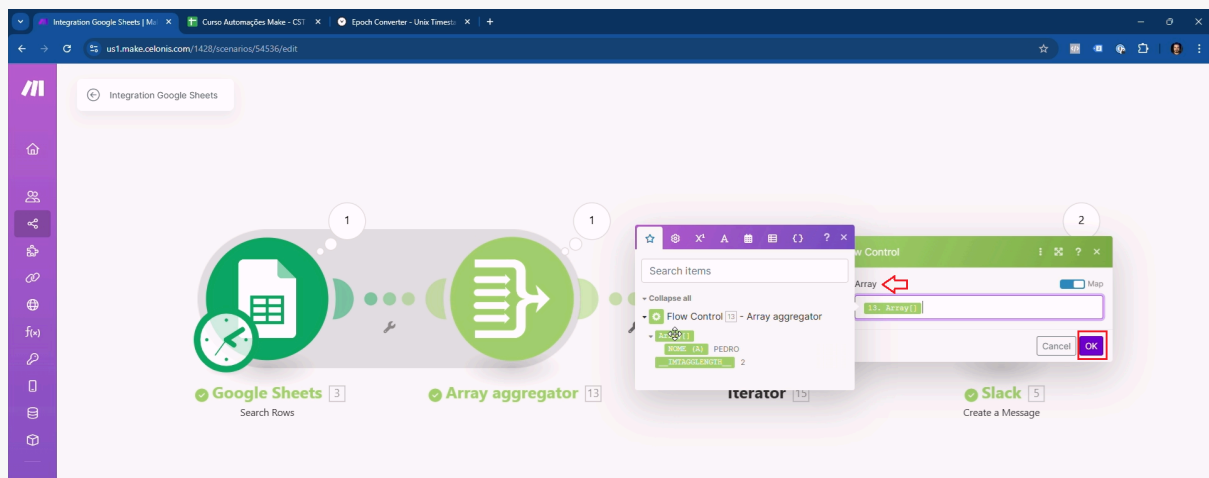 Integration Google Sheets | Ma
Curso Automações Make - CST
Epoch Converter - Unix Timesta
us1.make.celonis.com/1428/scenarios/54536/edit
Integration Google Sheets
1
1
2
Search items
Collapse all
Flow Control 13 - Array aggregator
NOME (A) PEDRO
__IMTAGGLENGTH__ 2
w Control
Array
Map
13. Array[]
Cancel
OK
Google Sheets 3
Search Rows
Array aggregator 13
Iterator 15
Slack 5
Create a Message